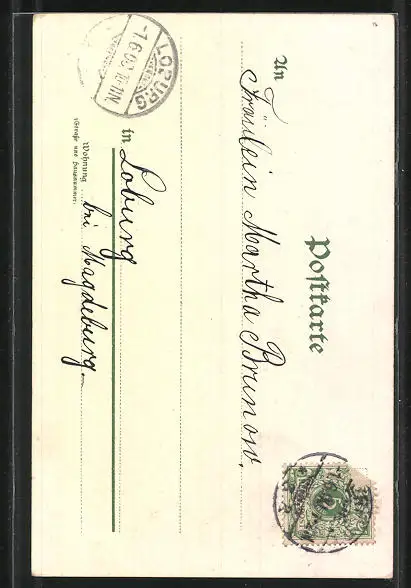 Postkarte
An
Fräulein Martha Brunow.
in Loburg
Wohnung
(Straße und Hausnummer)
bei Magdeburg.
LOBURG